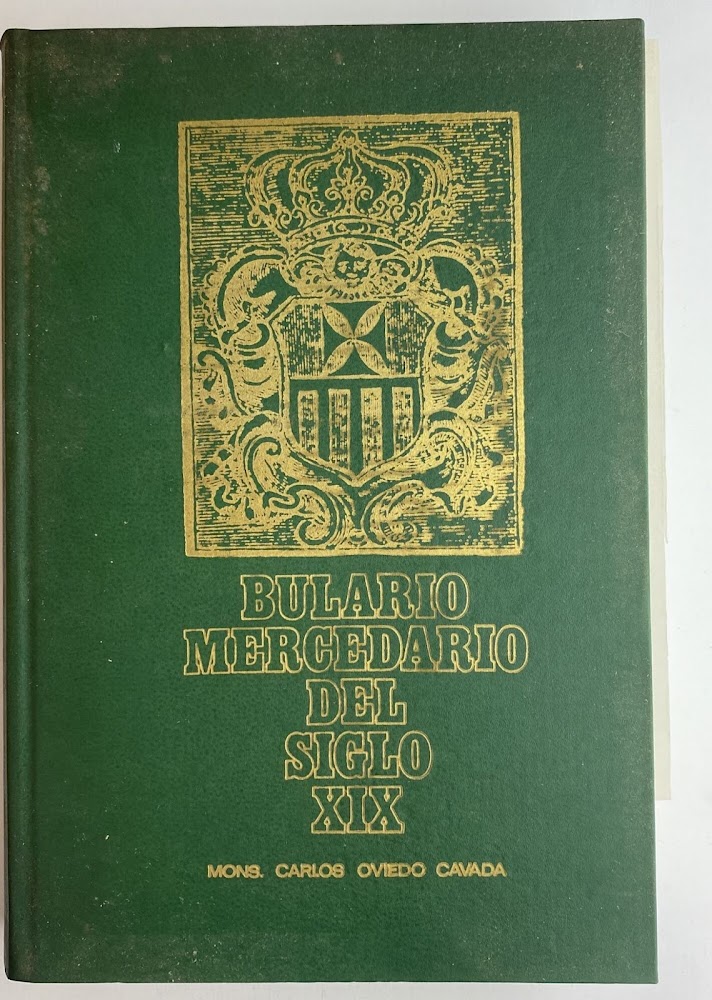 BULARIO
MERCEDARIO
DEL
SIGLO
XIX
MONS. CARLOS OVIEDO CAVADA